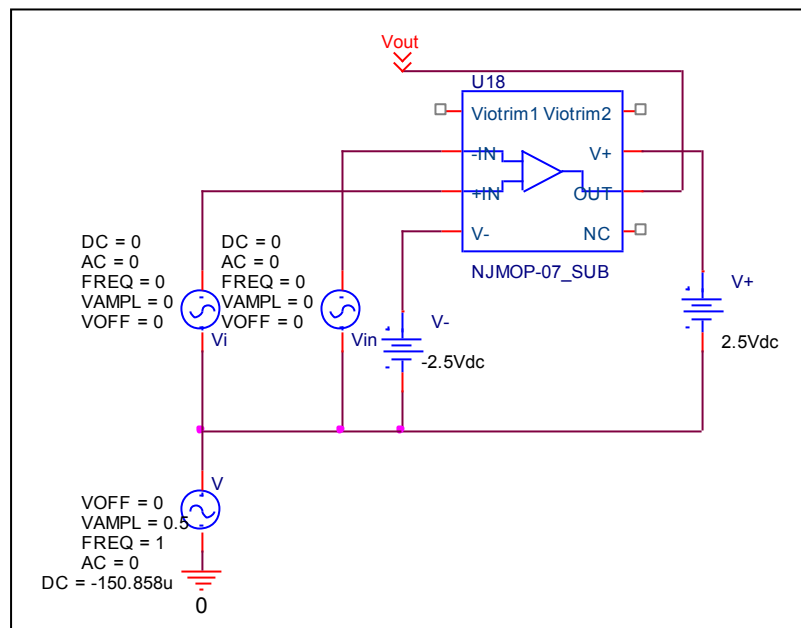 Vout
U18
Viotrim1 Viotrim2
-IN V+
+IN OUT
V- NC
NJMOP-07_SUB
DC = 0 DC = 0
AC = 0 AC = 0
FREQ = 0 FREQ = 0
VAMPL = 0 VAMPL = 0
VOFF = 0 VOFF = 0
Vi Vin
V-
-2.5Vdc
V+
2.5Vdc
V
VOFF = 0
VAMPL = 0.5
FREQ = 1
AC = 0
DC = -150.858u
0